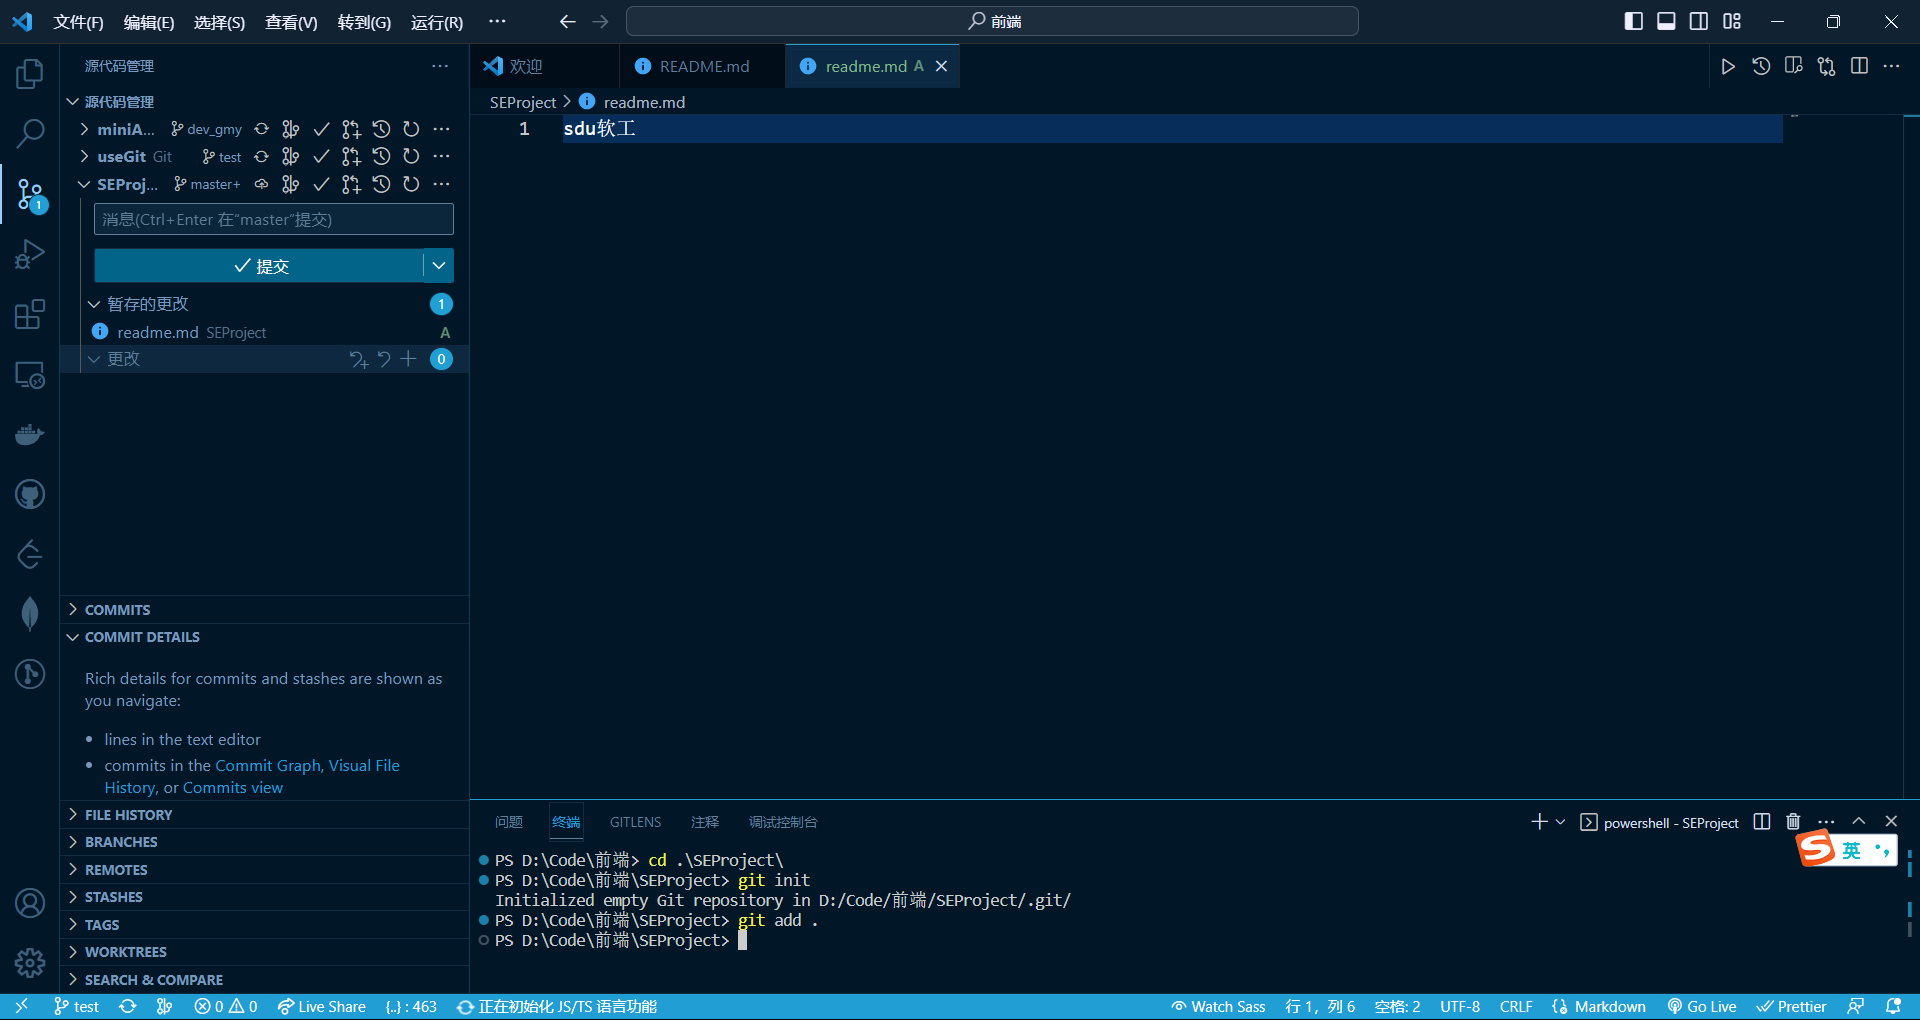 文件(F) 编辑(E) 选择(S) 查看(V) 转到(G) 运行(R) ··· 前端
源代码管理 ···
源代码管理
miniA... dev_gmy ···
useGit Git test ···
SEProj... master+ ···
消息(Ctrl+Enter 在"master"提交)
提交
暂存的更改 1
readme.md SEProject A
更改 0
COMMITS
COMMIT DETAILS
Rich details for commits and stashes are shown as
you navigate:
• lines in the text editor
• commits in the Commit Graph, Visual File
History, or Commits view
FILE HISTORY
BRANCHES
REMOTES
STASHES
TAGS
WORKTREES
SEARCH & COMPARE
1
欢迎 README.md readme.md A
SEProject > readme.md
1 sdu软工
问题 终端 GITLENS 注释 调试控制台 powershell - SEProject ···
英
PS D:\Code\前端> cd .\SEProject\
PS D:\Code\前端\SEProject> git init
Initialized empty Git repository in D:/Code/前端/SEProject/.git/
PS D:\Code\前端\SEProject> git add .
PS D:\Code\前端\SEProject>
test 0 0 Live Share {..} : 463 正在初始化 JS/TS 语言功能 Watch Sass 行 1，列 6 空格: 2 UTF-8 CRLF Markdown Go Live Prettier